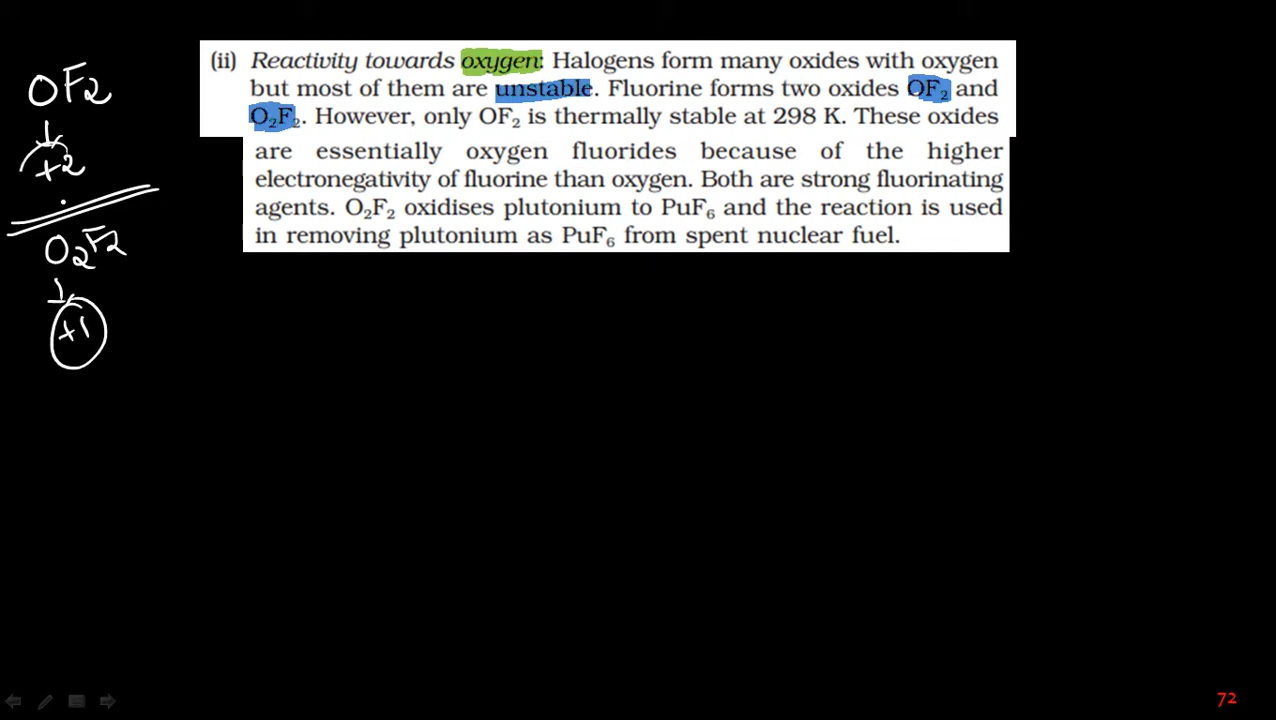 OF2
+2
O2F2
+1
(ii) Reactivity towards oxygen: Halogens form many oxides with oxygen
but most of them are unstable. Fluorine forms two oxides OF₂ and
O₂F₂. However, only OF₂ is thermally stable at 298 K. These oxides
are essentially oxygen fluorides because of the higher
electronegativity of fluorine than oxygen. Both are strong fluorinating
agents. O₂F₂ oxidises plutonium to PuF₆ and the reaction is used
in removing plutonium as PuF₆ from spent nuclear fuel.
72